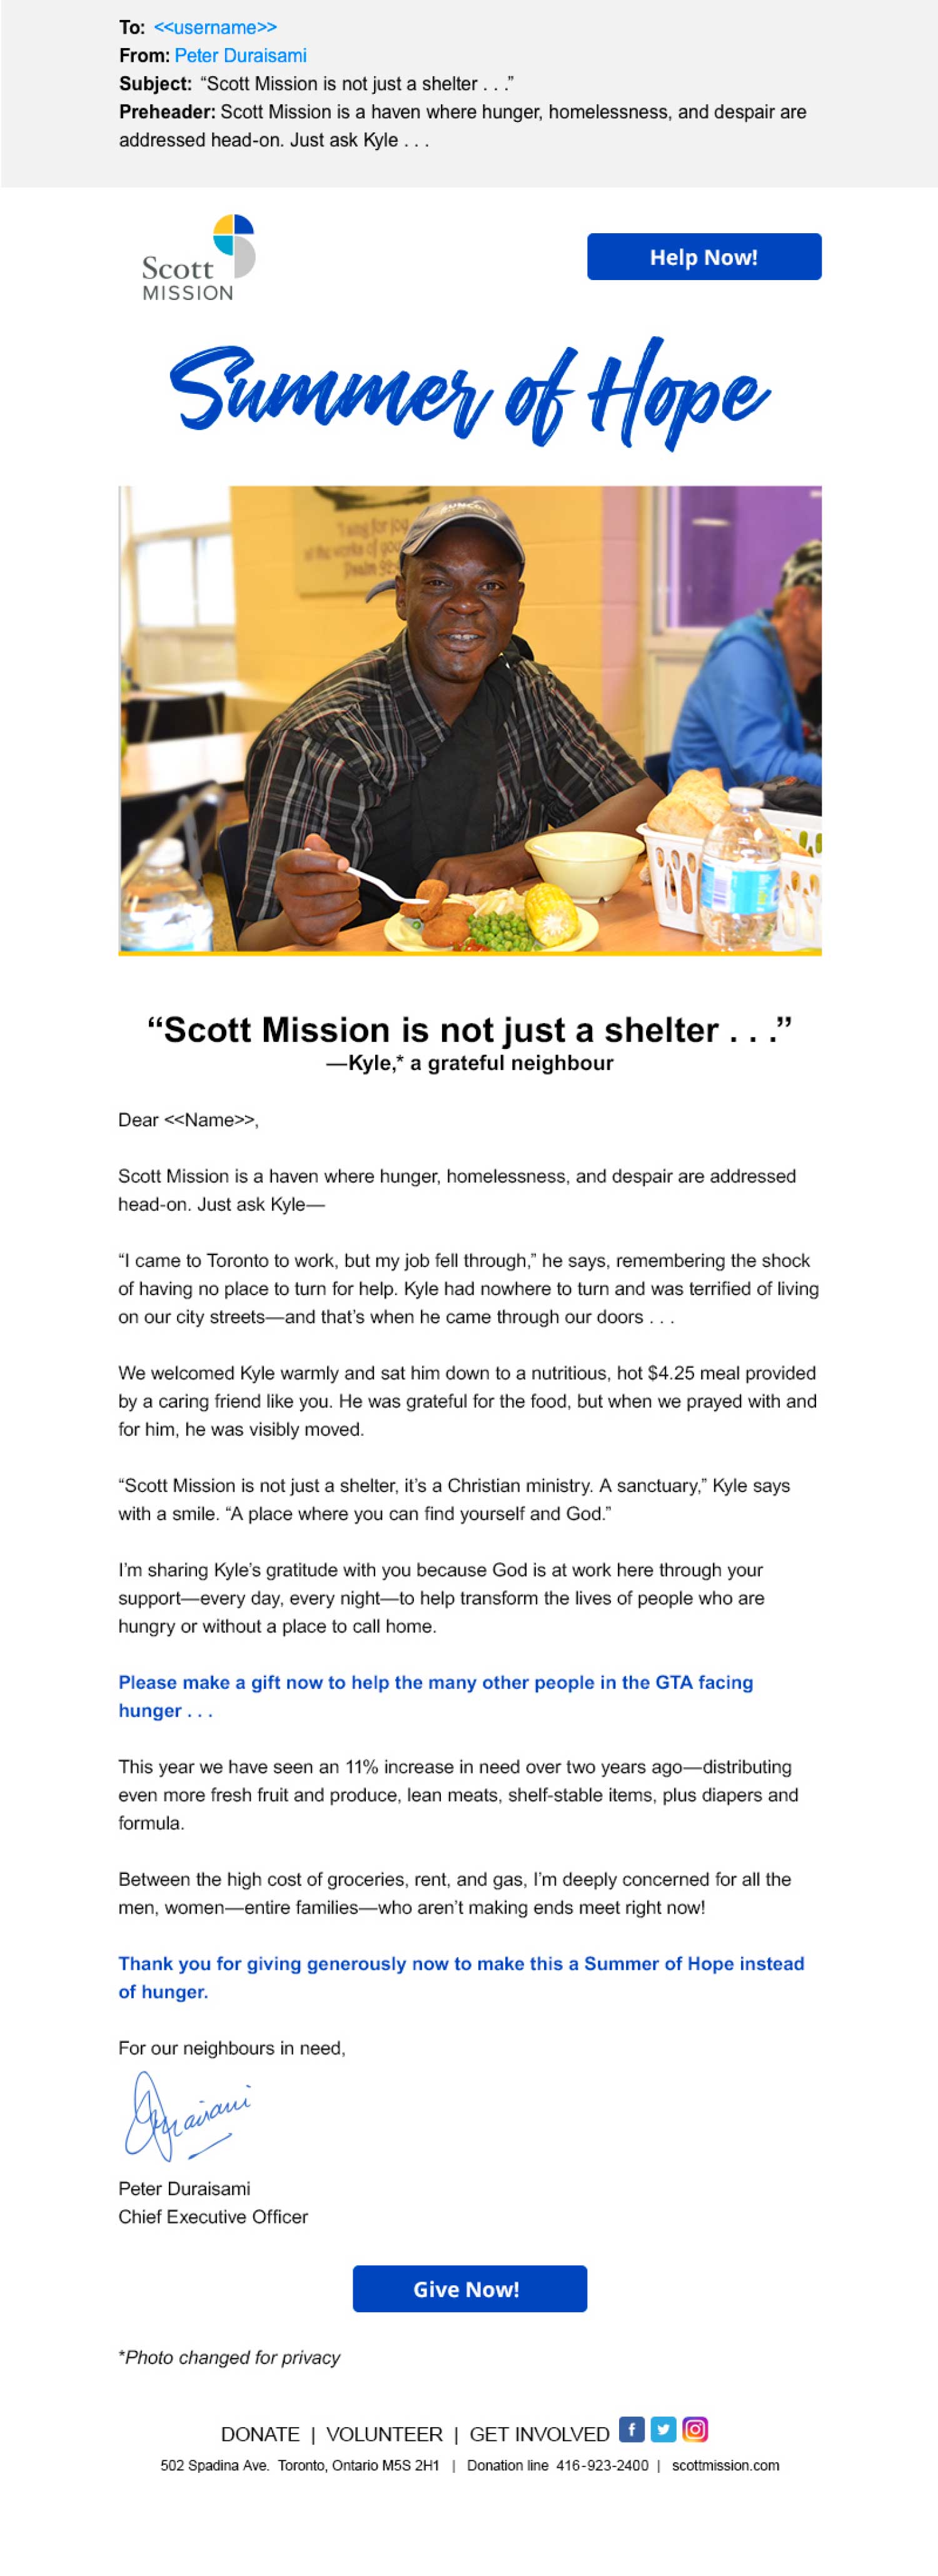 To: <<username>>
From: Peter Duraisami
Subject: “Scott Mission is not just a shelter . . .”
Preheader: Scott Mission is a haven where hunger, homelessness, and despair are
addressed head-on. Just ask Kyle . . .
Scott
MISSION
Help Now!
Summer of Hope
"I sing for joy
at the works of your
Psalm 92:
“Scott Mission is not just a shelter . . .”
—Kyle,* a grateful neighbour
Dear <<Name>>,
Scott Mission is a haven where hunger, homelessness, and despair are addressed
head-on. Just ask Kyle—
“I came to Toronto to work, but my job fell through,” he says, remembering the shock
of having no place to turn for help. Kyle had nowhere to turn and was terrified of living
on our city streets—and that’s when he came through our doors . . .
We welcomed Kyle warmly and sat him down to a nutritious, hot $4.25 meal provided
by a caring friend like you. He was grateful for the food, but when we prayed with and
for him, he was visibly moved.
“Scott Mission is not just a shelter, it’s a Christian ministry. A sanctuary,” Kyle says
with a smile. “A place where you can find yourself and God.”
I’m sharing Kyle’s gratitude with you because God is at work here through your
support—every day, every night—to help transform the lives of people who are
hungry or without a place to call home.
Please make a gift now to help the many other people in the GTA facing
hunger . . .
This year we have seen an 11% increase in need over two years ago—distributing
even more fresh fruit and produce, lean meats, shelf-stable items, plus diapers and
formula.
Between the high cost of groceries, rent, and gas, I’m deeply concerned for all the
men, women—entire families—who aren’t making ends meet right now!
Thank you for giving generously now to make this a Summer of Hope instead
of hunger.
For our neighbours in need,
Peter Duraisami
Chief Executive Officer
Give Now!
*Photo changed for privacy
DONATE | VOLUNTEER | GET INVOLVED
502 Spadina Ave. Toronto, Ontario M5S 2H1 | Donation line 416-923-2400 | scottmission.com